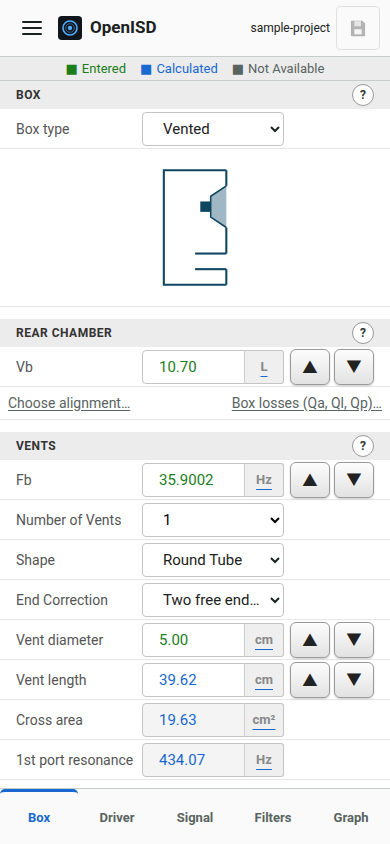 OpenISD
sample-project
Entered Calculated Not Available
BOX ?
Box type Vented
REAR CHAMBER ?
Vb 10.70 L ▲ ▼
Choose alignment... Box losses (Qa, Ql, Qp)...
VENTS ?
Fb 35.9002 Hz ▲ ▼
Number of Vents 1
Shape Round Tube
End Correction Two free end...
Vent diameter 5.00 cm ▲ ▼
Vent length 39.62 cm ▲ ▼
Cross area 19.63 cm²
1st port resonance 434.07 Hz
Box Driver Signal Filters Graph